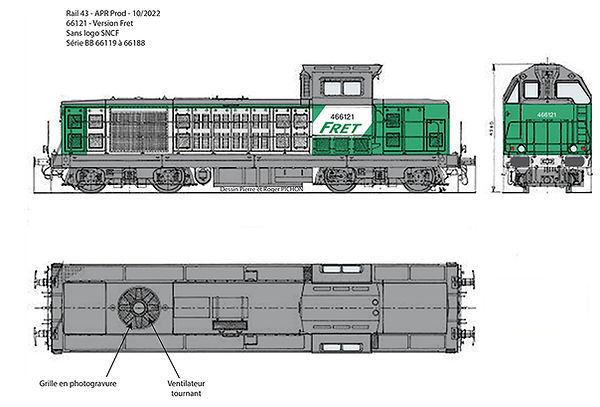 Rail 43 - APR Prod - 10/2022
66121 - Version Fret
Sans logo SNCF
Série BB 66119 à 66188
466121
FRET
466121
Dessin Pierre et Roger PICHON
Grille en photogravure
Ventilateur
tournant